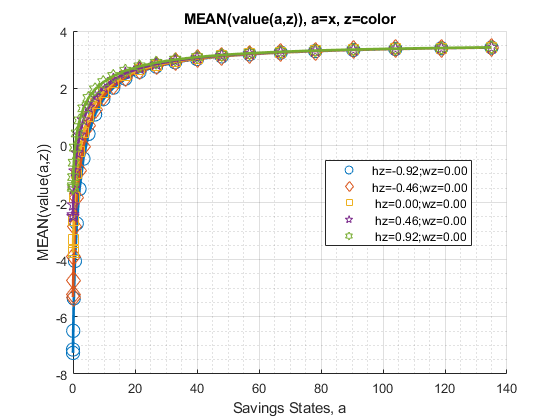 MEAN(value(a,z)), a=x, z=color
MEAN(value(a,z))
4
2
0
-2
-4
-6
-8
hz=-0.92;wz=0.00
hz=-0.46;wz=0.00
hz=0.00;wz=0.00
hz=0.46;wz=0.00
hz=0.92;wz=0.00
0 20 40 60 80 100 120 140
Savings States, a